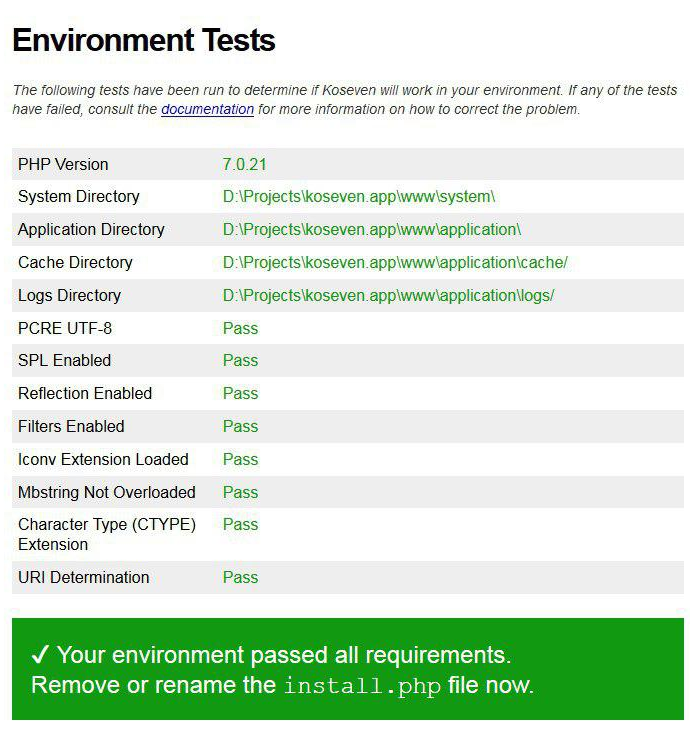 Environment Tests
The following tests have been run to determine if Koseven will work in your environment. If any of the tests
have failed, consult the documentation for more information on how to correct the problem.
PHP Version 7.0.21
System Directory D:\Projects\koseven.app\www\system\
Application Directory D:\Projects\koseven.app\www\application\
Cache Directory D:\Projects\koseven.app\www\application\cache/
Logs Directory D:\Projects\koseven.app\www\application\logs/
PCRE UTF-8 Pass
SPL Enabled Pass
Reflection Enabled Pass
Filters Enabled Pass
Iconv Extension Loaded Pass
Mbstring Not Overloaded Pass
Character Type (CTYPE) Pass
Extension
URI Determination Pass
✓ Your environment passed all requirements.
Remove or rename the install.php file now.